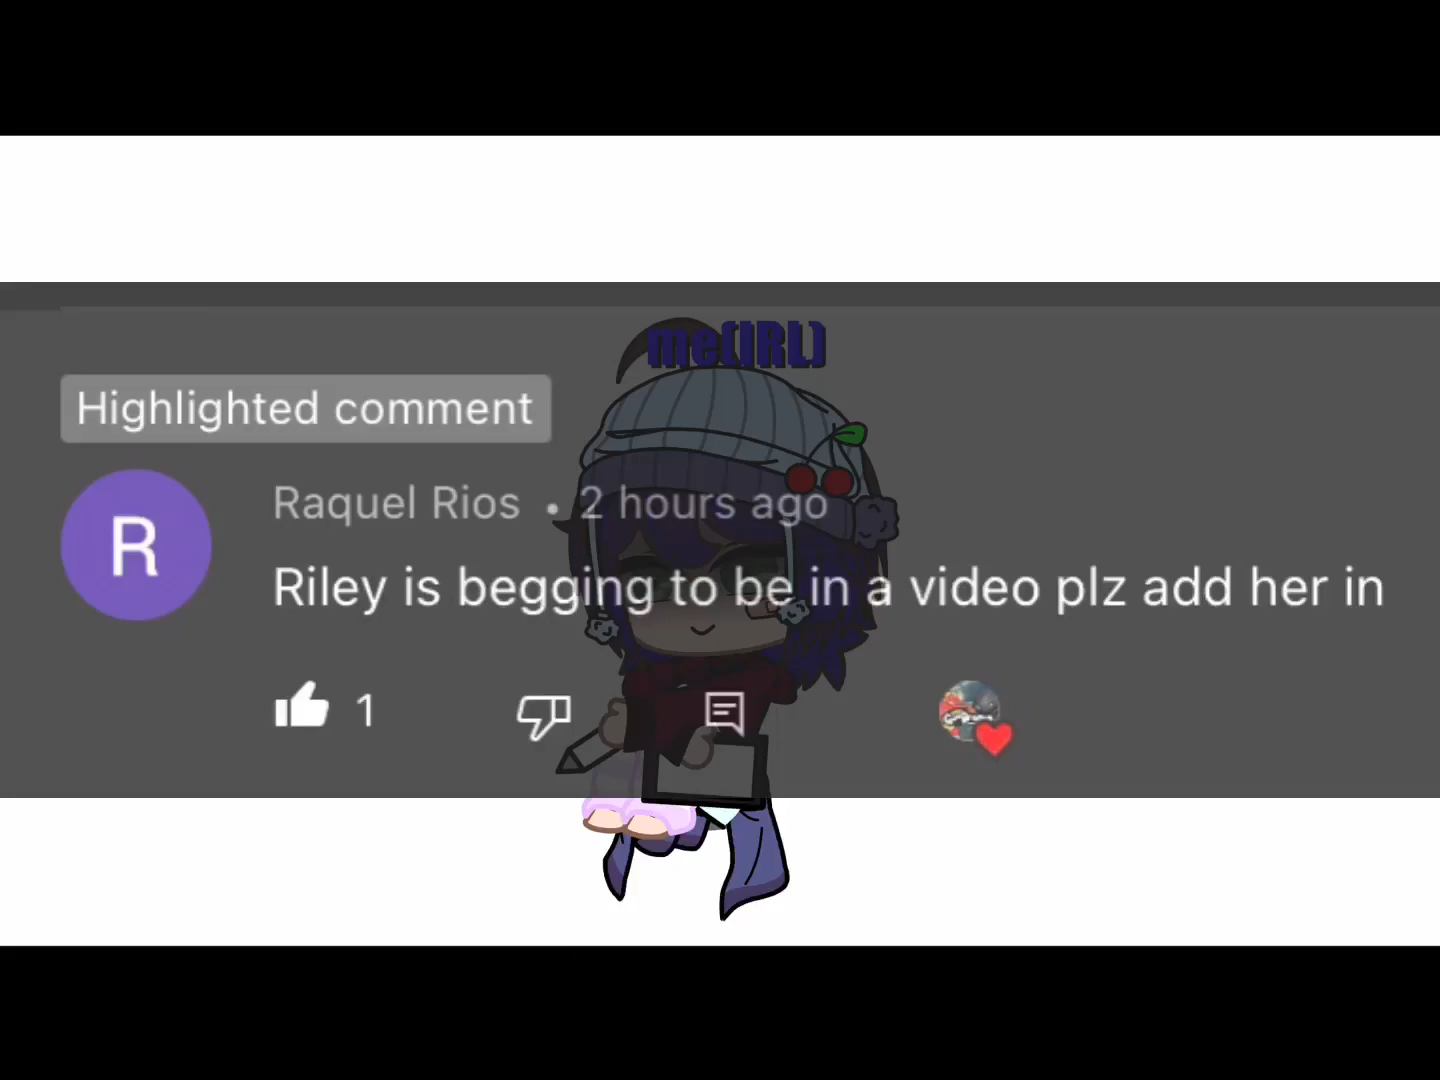 me(IRL)
Highlighted comment
R
Raquel Rios • 2 hours ago
Riley is begging to be in a video plz add her in
1